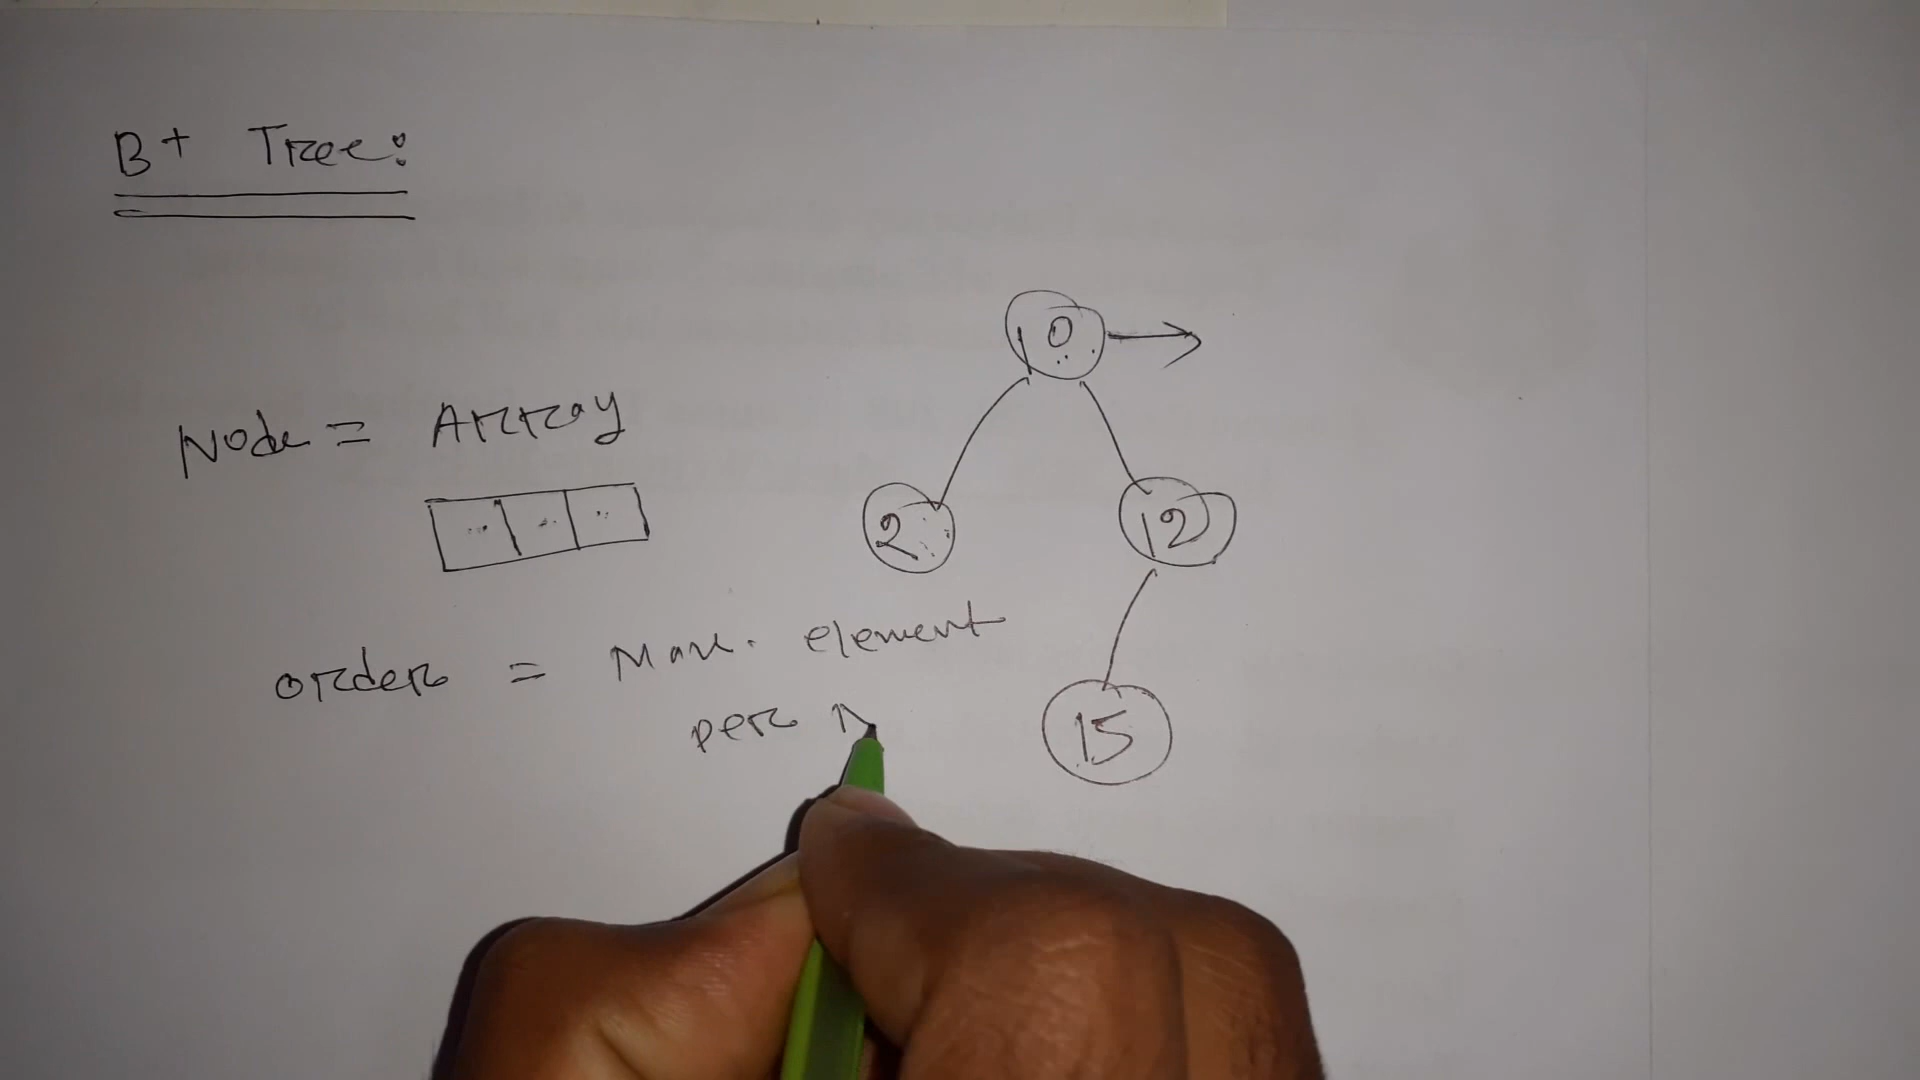 B+ Tree:
10
Node = Array
2
12
order = Max. element
per N
15